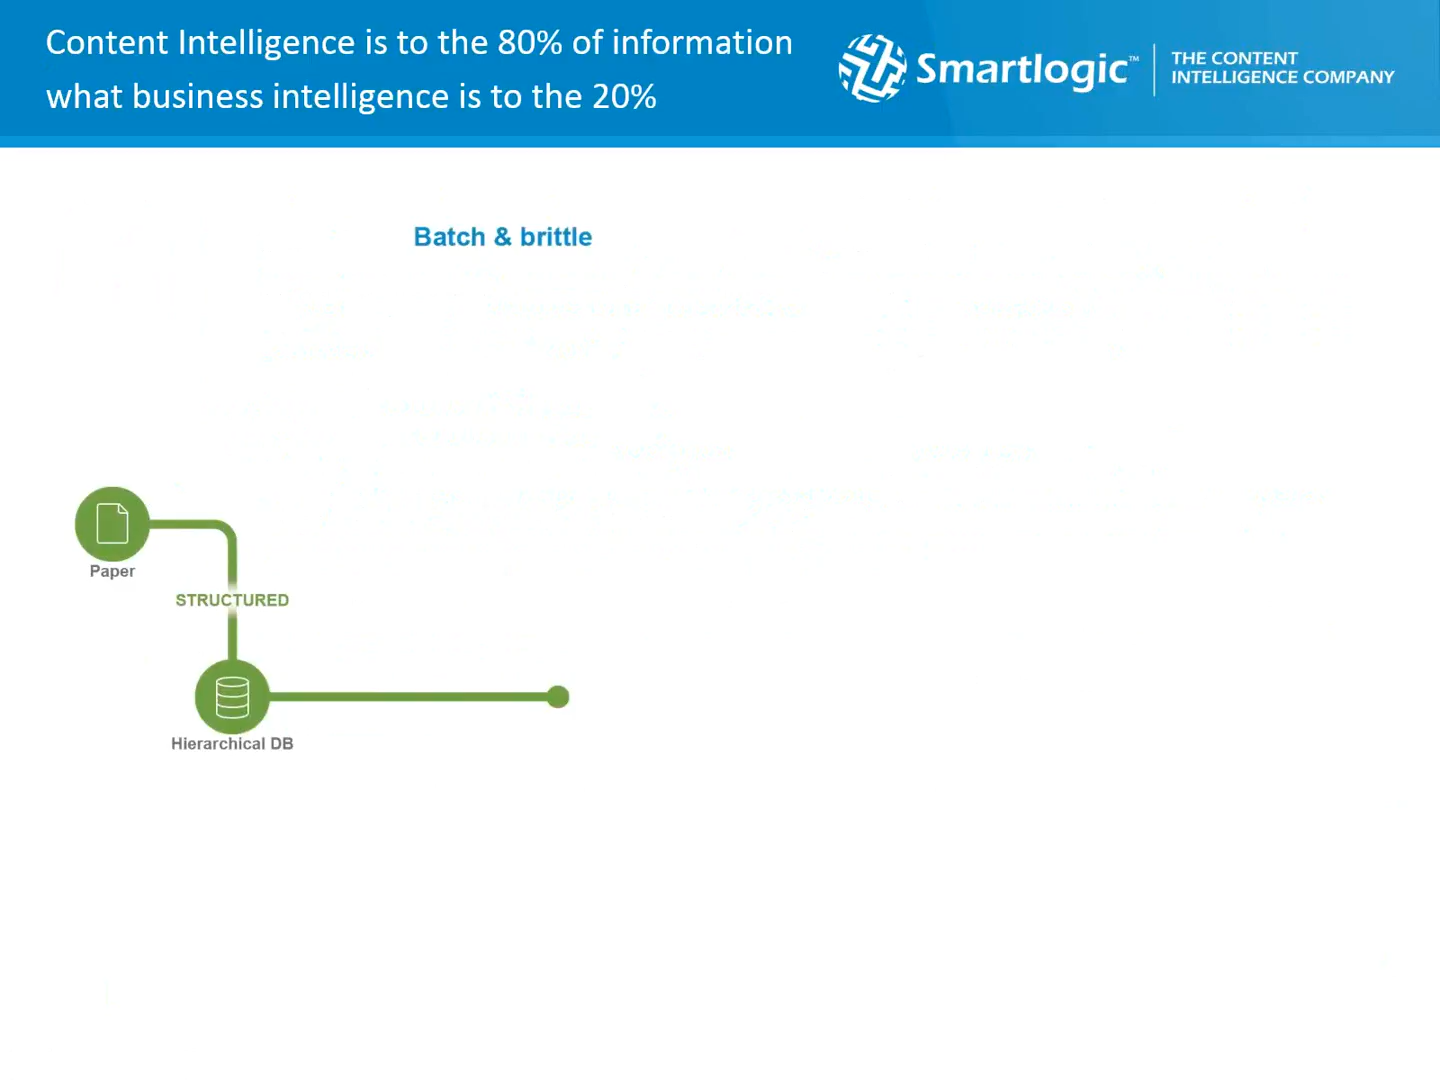 Content Intelligence is to the 80% of information
what business intelligence is to the 20%
Smartlogic™
THE CONTENT
INTELLIGENCE COMPANY
Batch & brittle
Paper
STRUCTURED
Hierarchical DB